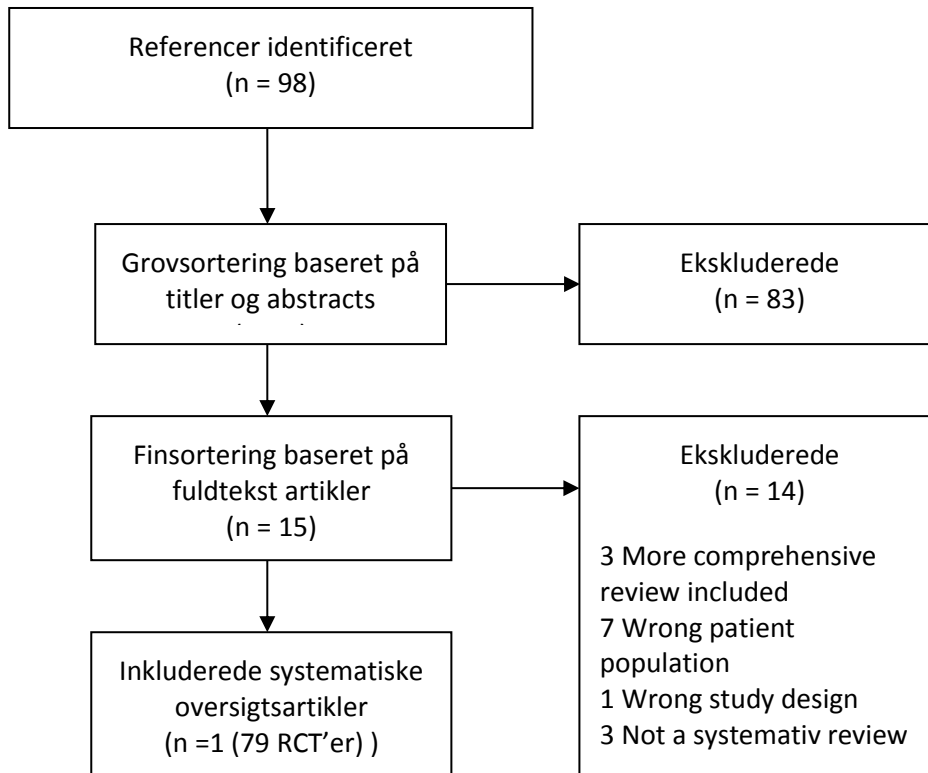 Referencer identificeret
(n = 98)
Grovsortering baseret på
titler og abstracts
Ekskluderede
(n = 83)
Finsortering baseret på
fuldtekst artikler
(n = 15)
Ekskluderede
(n = 14)
3 More comprehensive
review included
7 Wrong patient
population
1 Wrong study design
3 Not a systemativ review
Inkluderede systematiske
oversigtsartikler
(n =1 (79 RCT’er) )